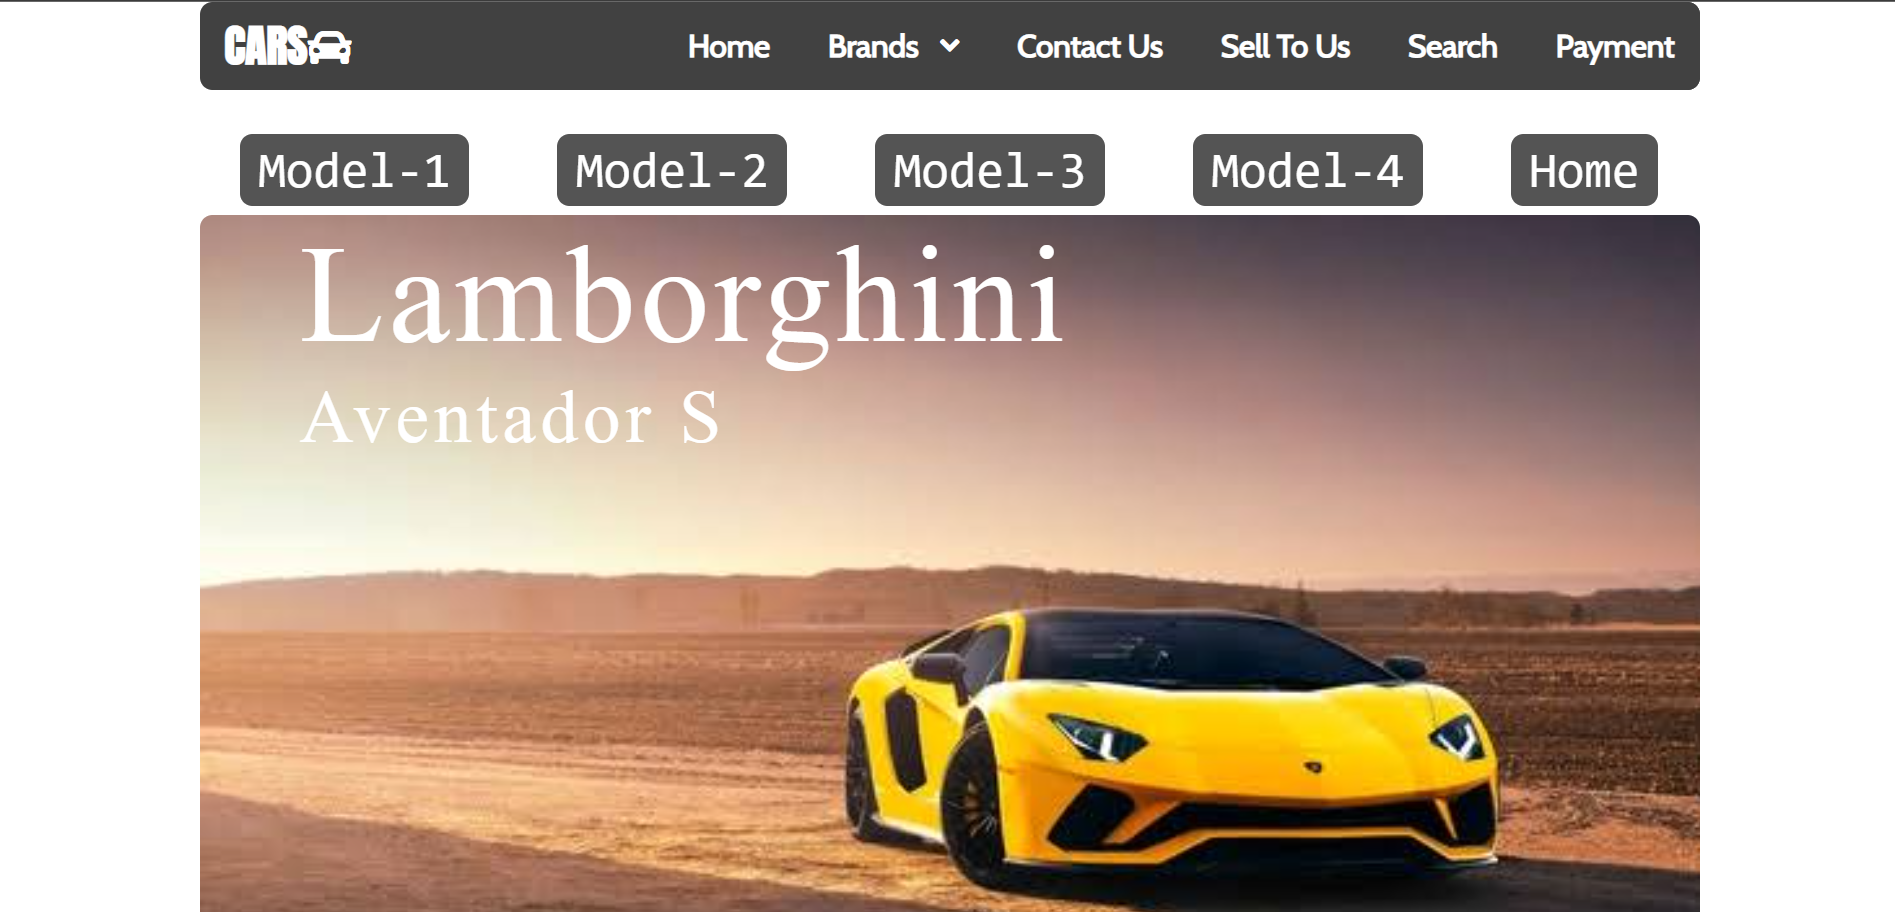 CARS Home Brands Contact Us Sell To Us Search Payment
Model-1 Model-2 Model-3 Model-4 Home
Lamborghini
Aventador S